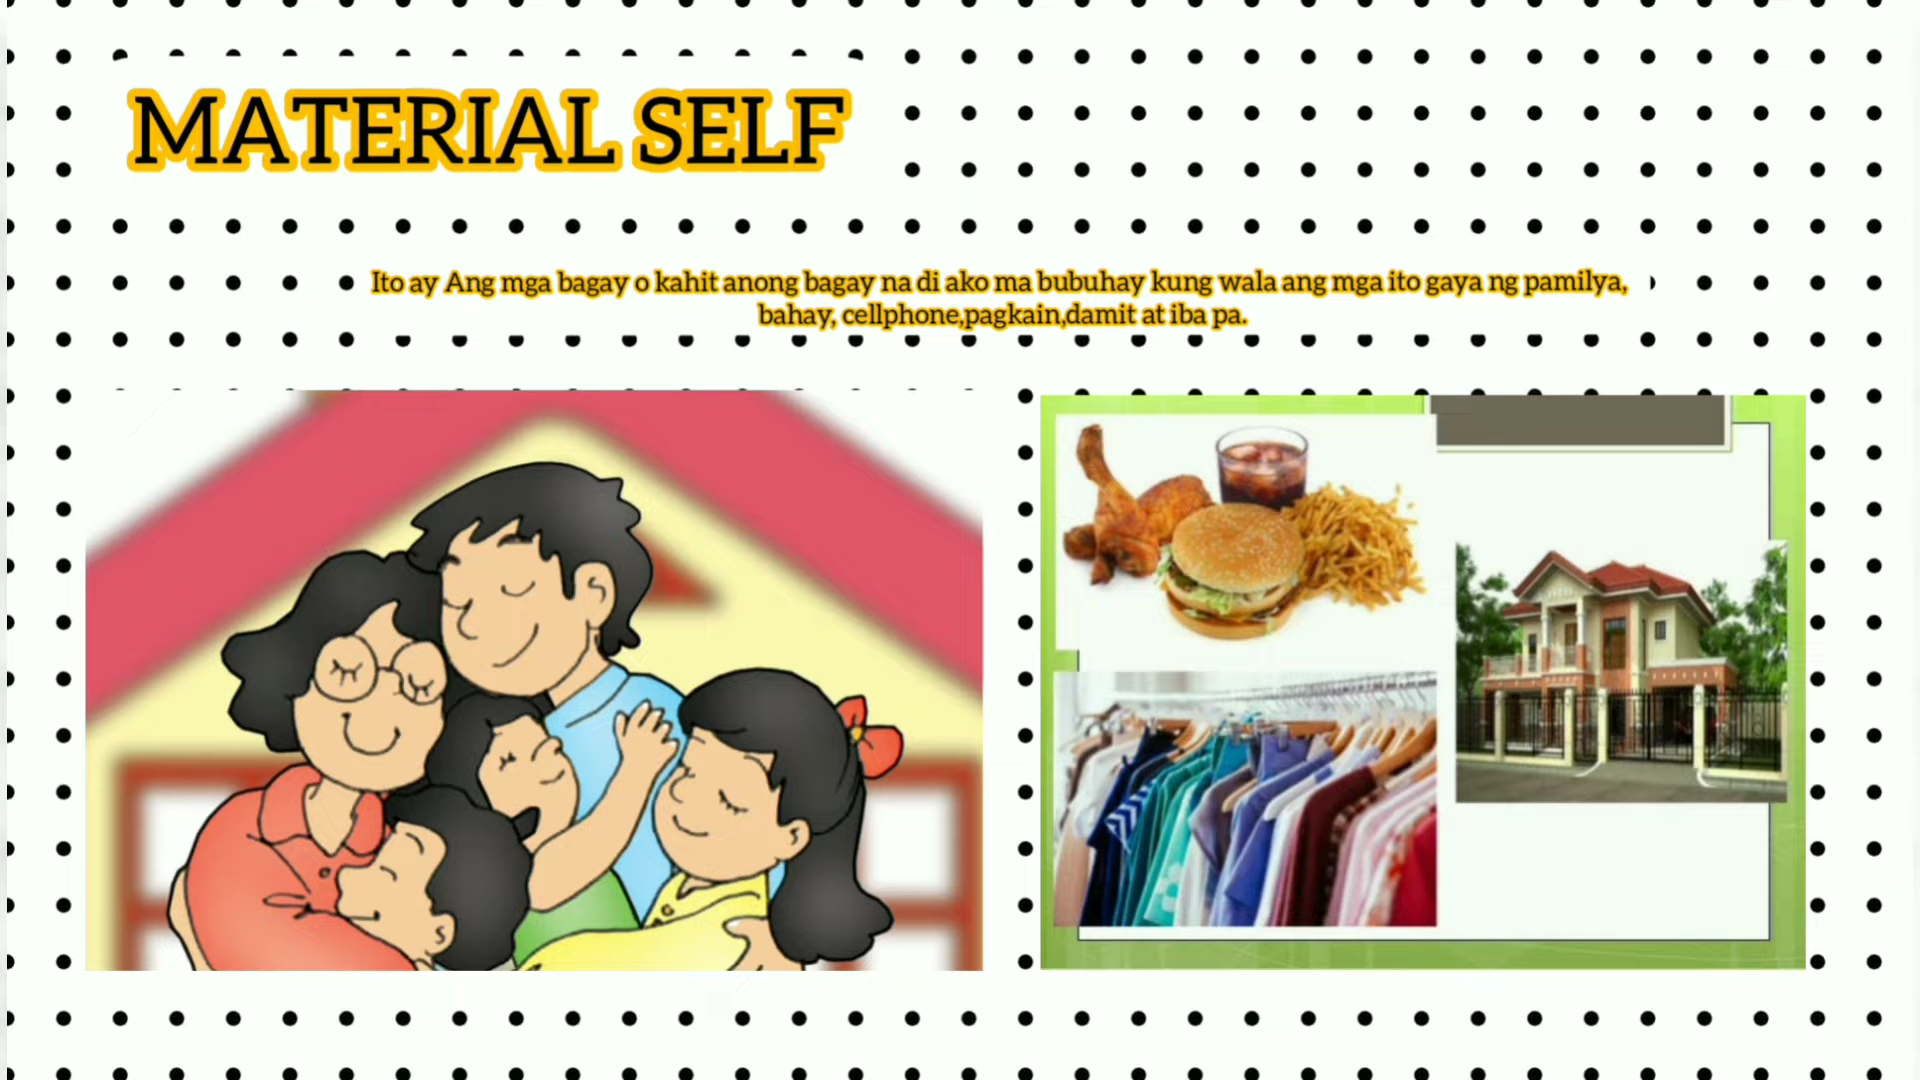 MATERIAL SELF
Ito ay Ang mga bagay o kahit anong bagay na di ako ma bubuhay kung wala ang mga ito gaya ng pamilya,
bahay, cellphone,pagkain,damit at iba pa.